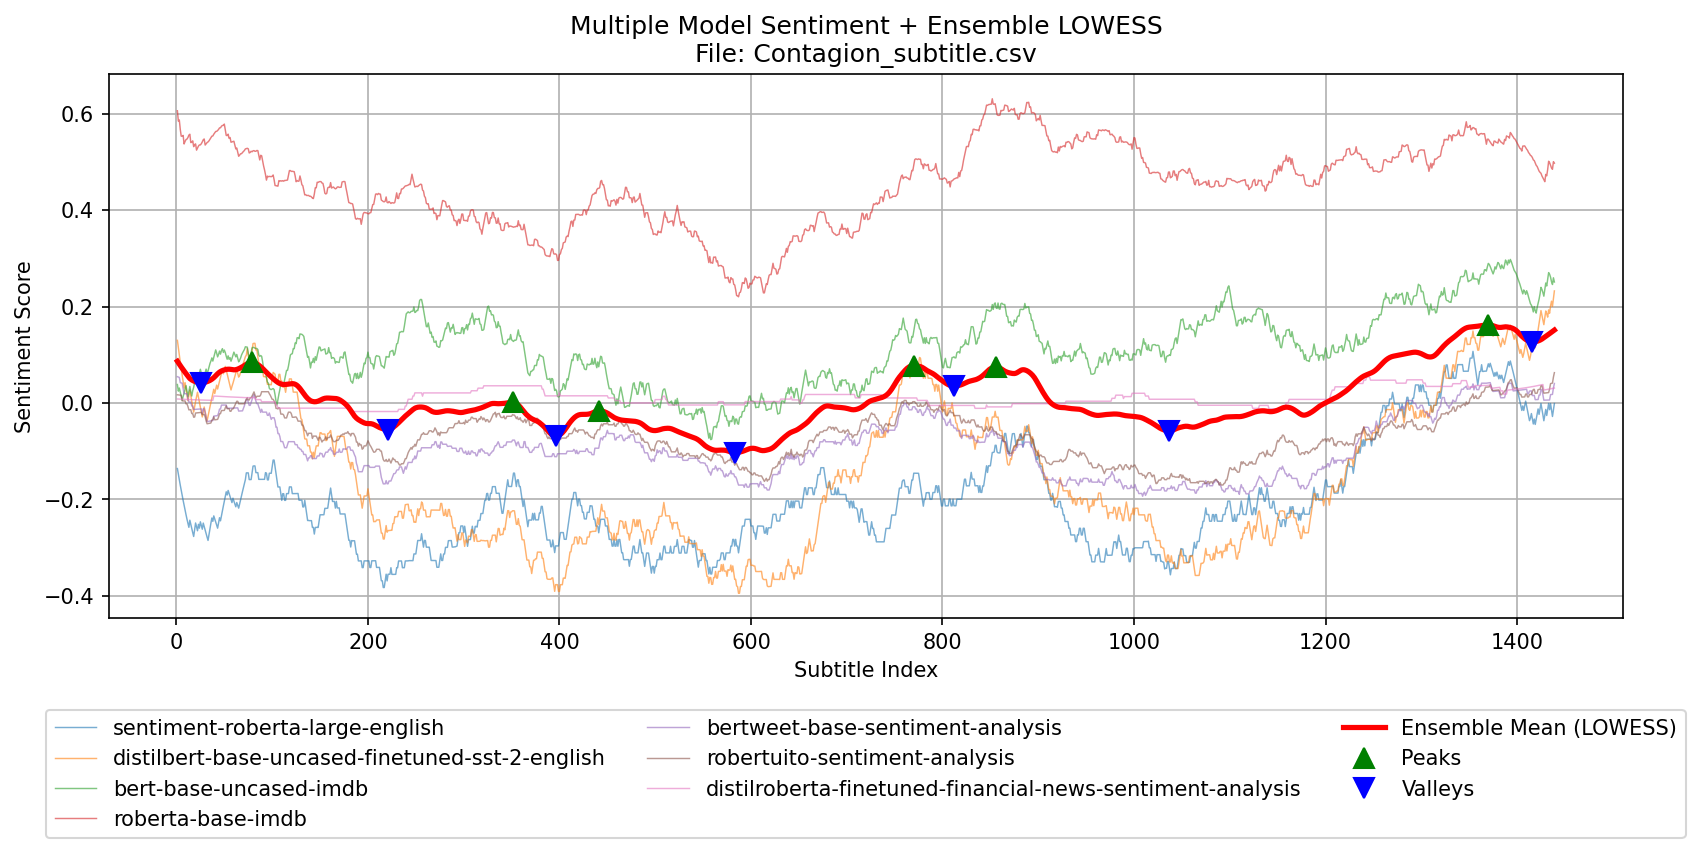 Multiple Model Sentiment + Ensemble LOWESS
File: Contagion_subtitle.csv
Sentiment Score
0.6
0.4
0.2
0.0
−0.2
−0.4
0 200 400 600 800 1000 1200 1400
Subtitle Index
sentiment-roberta-large-english
distilbert-base-uncased-finetuned-sst-2-english
bert-base-uncased-imdb
roberta-base-imdb
bertweet-base-sentiment-analysis
robertuito-sentiment-analysis
distilroberta-finetuned-financial-news-sentiment-analysis
Ensemble Mean (LOWESS)
Peaks
Valleys